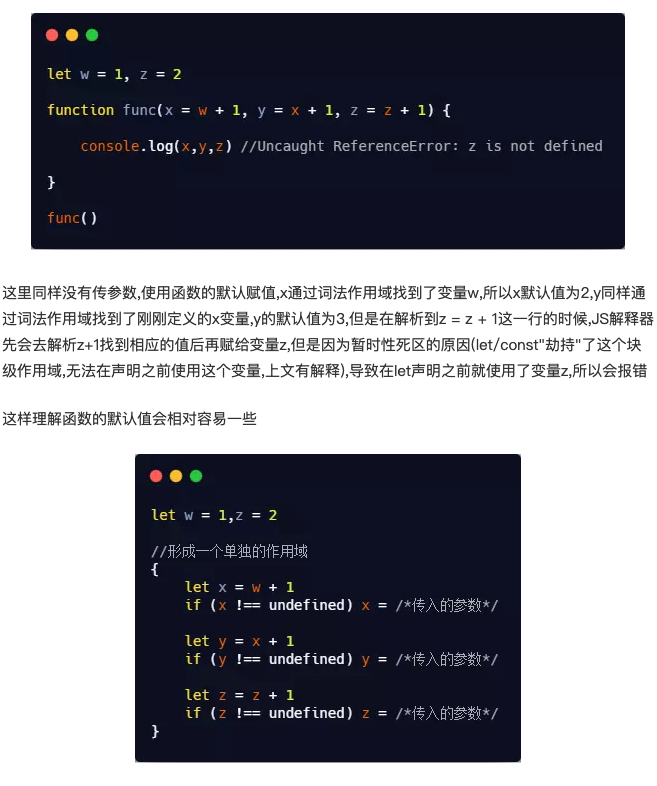 let w = 1, z = 2
function func(x = w + 1, y = x + 1, z = z + 1) {
console.log(x,y,z) //Uncaught ReferenceError: z is not defined
}
func()
这里同样没有传参数,使用函数的默认赋值,x通过词法作用域找到了变量w,所以x默认值为2,y同样通
过词法作用域找到了刚刚定义的x变量,y的默认值为3,但是在解析到z = z + 1这一行的时候,JS解释器
先会去解析z+1找到相应的值后再赋给变量z,但是因为暂时性死区的原因(let/const"劫持"了这个块
级作用域,无法在声明之前使用这个变量,上文有解释),导致在let声明之前就使用了变量z,所以会报错
这样理解函数的默认值会相对容易一些
let w = 1,z = 2
//形成一个单独的作用域
{
let x = w + 1
if (x !== undefined) x = /*传入的参数*/
let y = x + 1
if (y !== undefined) y = /*传入的参数*/
let z = z + 1
if (z !== undefined) z = /*传入的参数*/
}